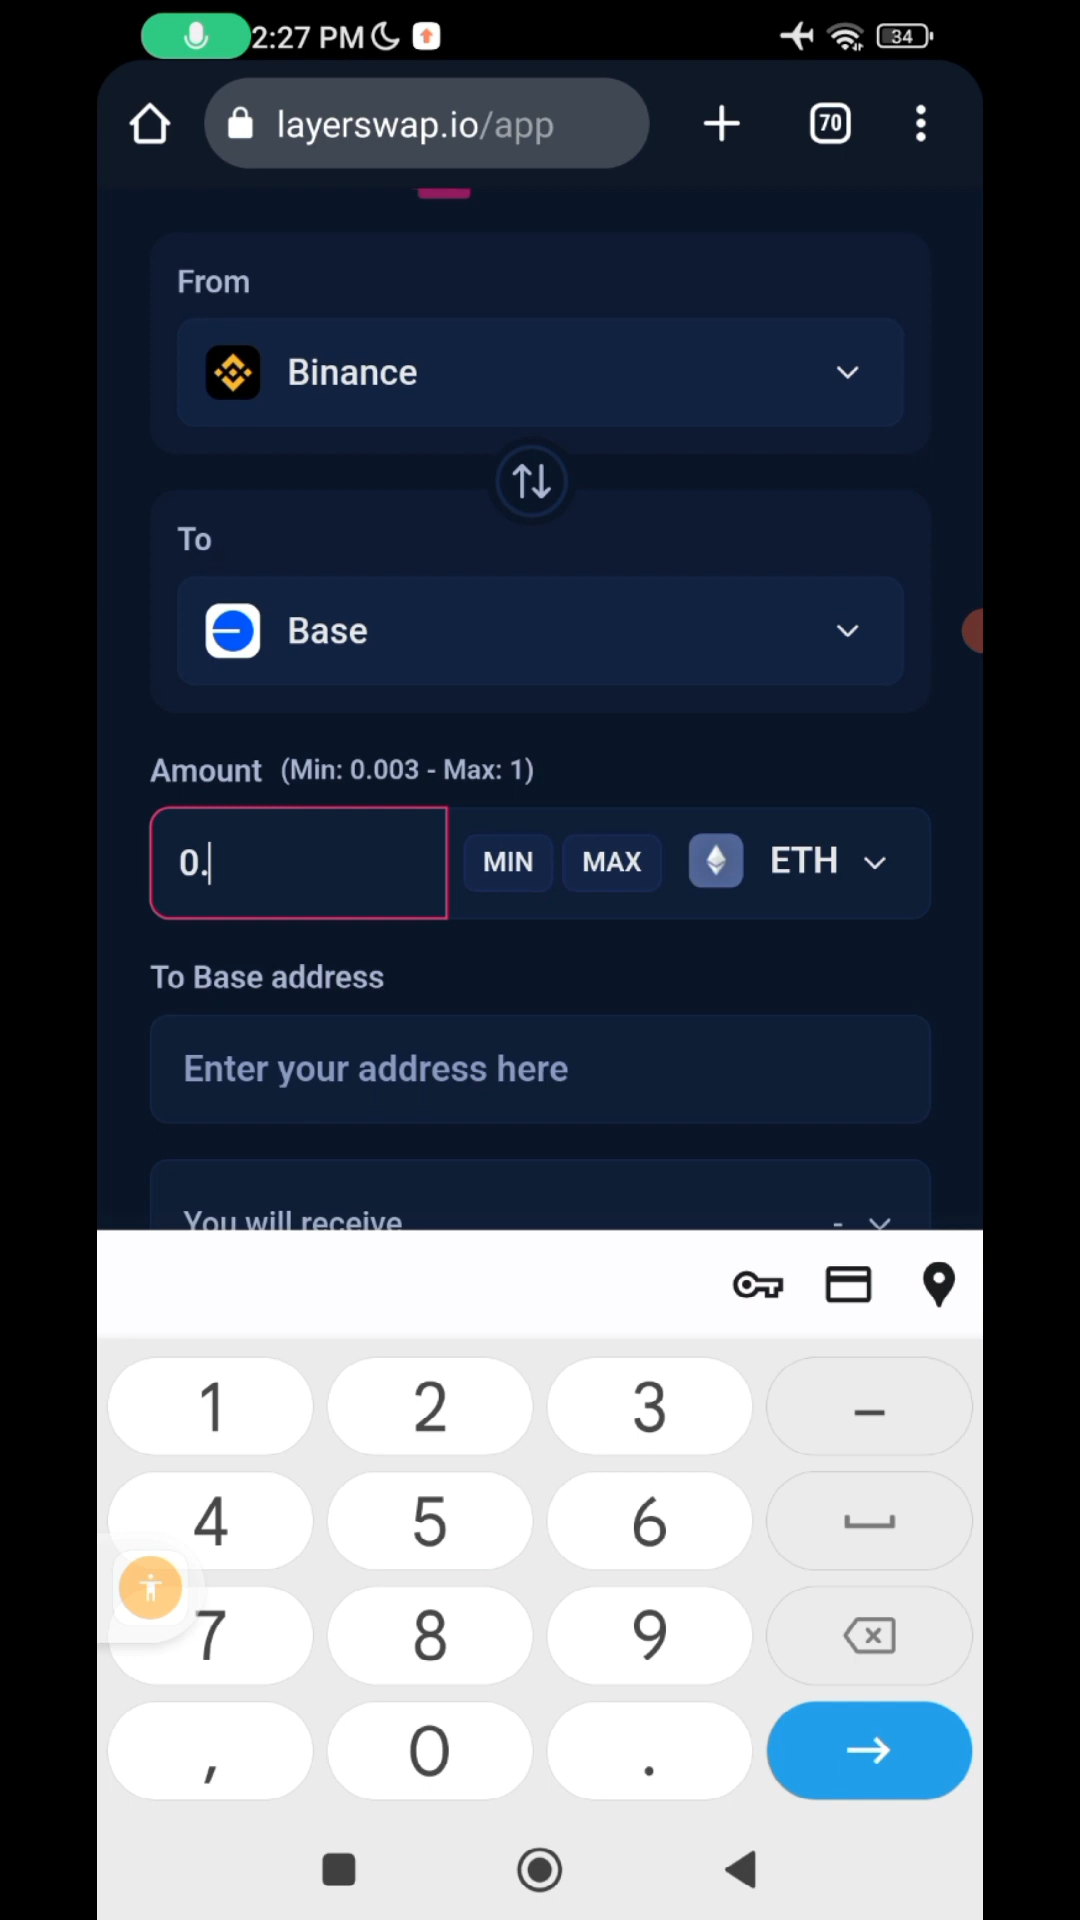 2:27 PM
34
layerswap.io/app
70
From
Binance
To
Base
Amount (Min: 0.003 - Max: 1)
0.
MIN MAX ETH
To Base address
Enter your address here
You will receive -
1 2 3 –
4 5 6
7 8 9
, 0 .